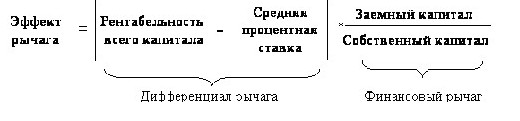 Эффект рычага = | Рентабельность всего капитала - Средняя процентная ставка | * Заемный капитал / Собственный капитал
Дифференциал рычага
Финансовый рычаг